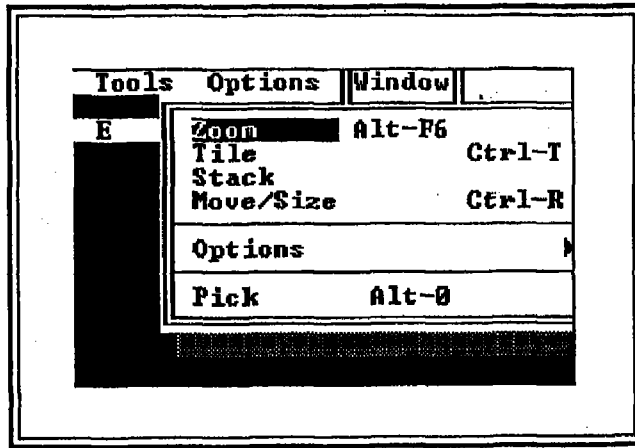 Tools Options Window
E
Zoom Alt-F6
Tile Ctrl-T
Stack
Move/Size Ctrl-R
Options
Pick Alt-0